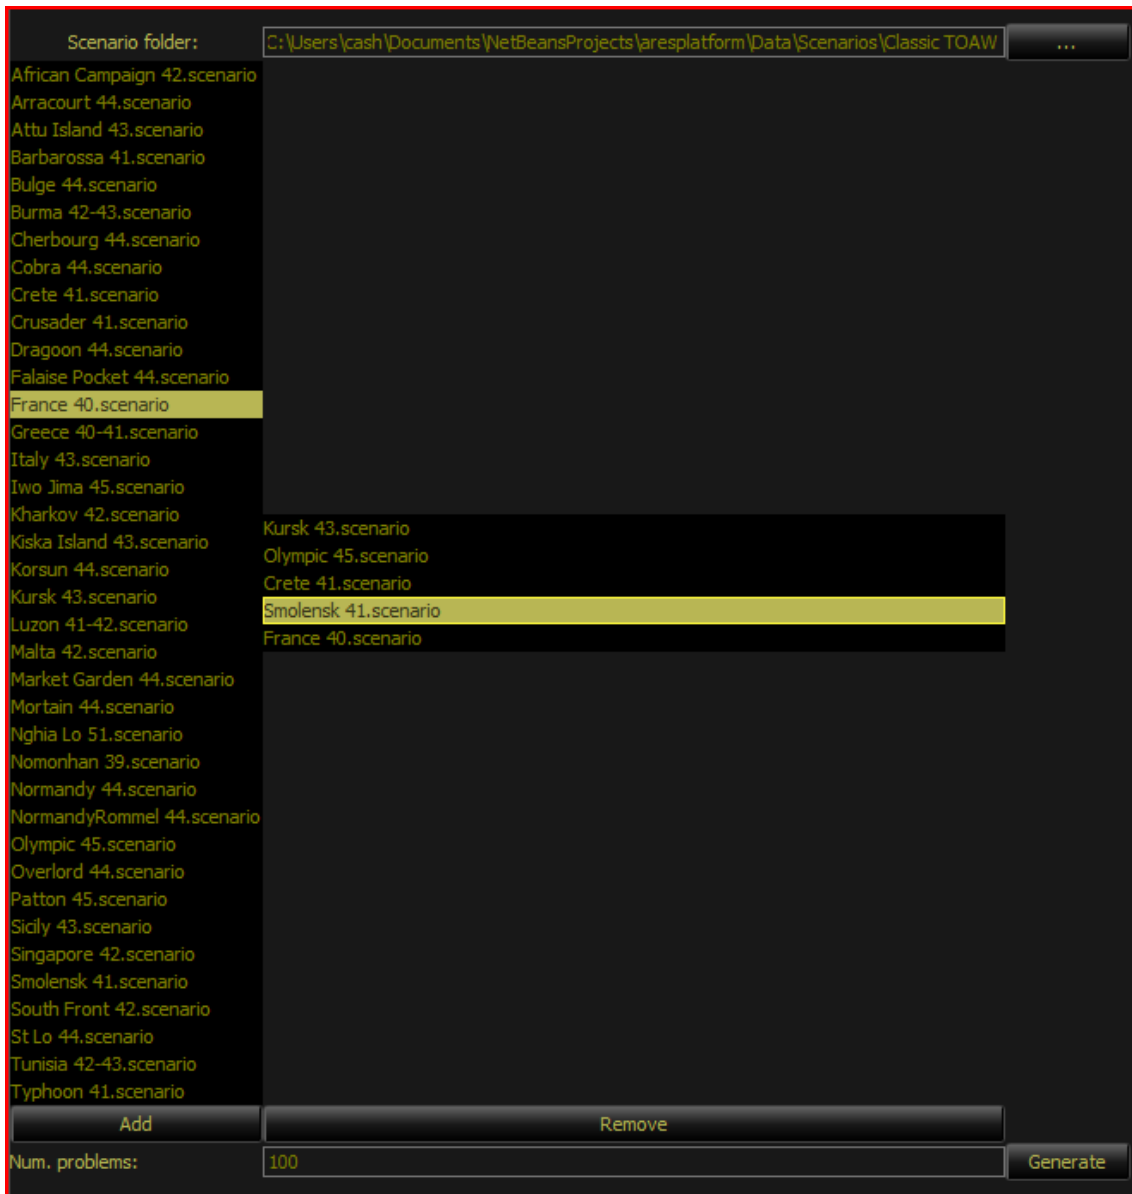 Scenario folder:
C:\Users\cash\Documents\NetBeansProjects\aresplatform\Data\Scenarios\Classic TOAW
...
African Campaign 42.scenario
Arracourt 44.scenario
Attu Island 43.scenario
Barbarossa 41.scenario
Bulge 44.scenario
Burma 42-43.scenario
Cherbourg 44.scenario
Cobra 44.scenario
Crete 41.scenario
Crusader 41.scenario
Dragoon 44.scenario
Falaise Pocket 44.scenario
France 40.scenario
Greece 40-41.scenario
Italy 43.scenario
Iwo Jima 45.scenario
Kharkov 42.scenario
Kiska Island 43.scenario
Korsun 44.scenario
Kursk 43.scenario
Luzon 41-42.scenario
Malta 42.scenario
Market Garden 44.scenario
Mortain 44.scenario
Nghia Lo 51.scenario
Nomonhan 39.scenario
Normandy 44.scenario
NormandyRommel 44.scenario
Olympic 45.scenario
Overlord 44.scenario
Patton 45.scenario
Sicily 43.scenario
Singapore 42.scenario
Smolensk 41.scenario
South Front 42.scenario
St Lo 44.scenario
Tunisia 42-43.scenario
Typhoon 41.scenario
Kursk 43.scenario
Olympic 45.scenario
Crete 41.scenario
Smolensk 41.scenario
France 40.scenario
Add
Remove
Num. problems:
100
Generate